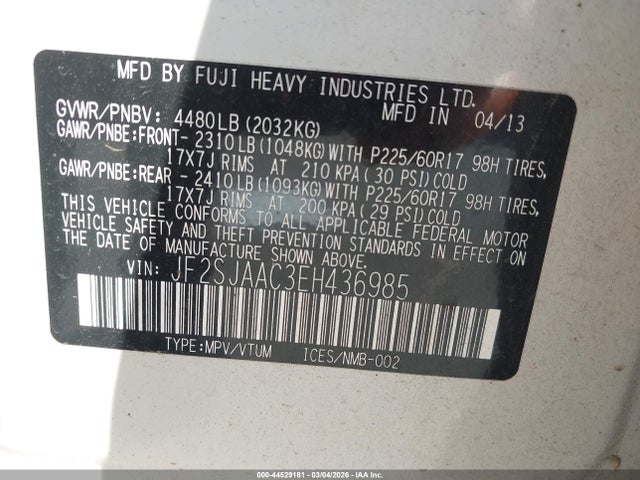 MFD BY FUJI HEAVY INDUSTRIES LTD.
MFD IN 04/13
GVWR/PNBV: 4480LB(2032KG)
GAWR/PNBE:FRONT- 2310LB(1048KG)WITH P225/60R17 98H TIRES,
17X7J RIMS AT 210 KPA(30 PSI)COLD
GAWR/PNBE:REAR - 2410LB(1093KG)WITH P225/60R17 98H TIRES,
17X7J RIMS AT 200 KPA(29 PSI)COLD
THIS VEHICLE CONFORMS TO ALL APPLICABLE FEDERAL MOTOR
VEHICLE SAFETY AND THEFT PREVENTION STANDARDS IN EFFECT ON
THE DATE OF MANUFACTURE SHOWN ABOVE.
VIN: JF2SJAAC3EH436985
TYPE:MPV/VTUM ICES/NMB-002
000-44529181 - 03/04/2026 - IAA Inc.